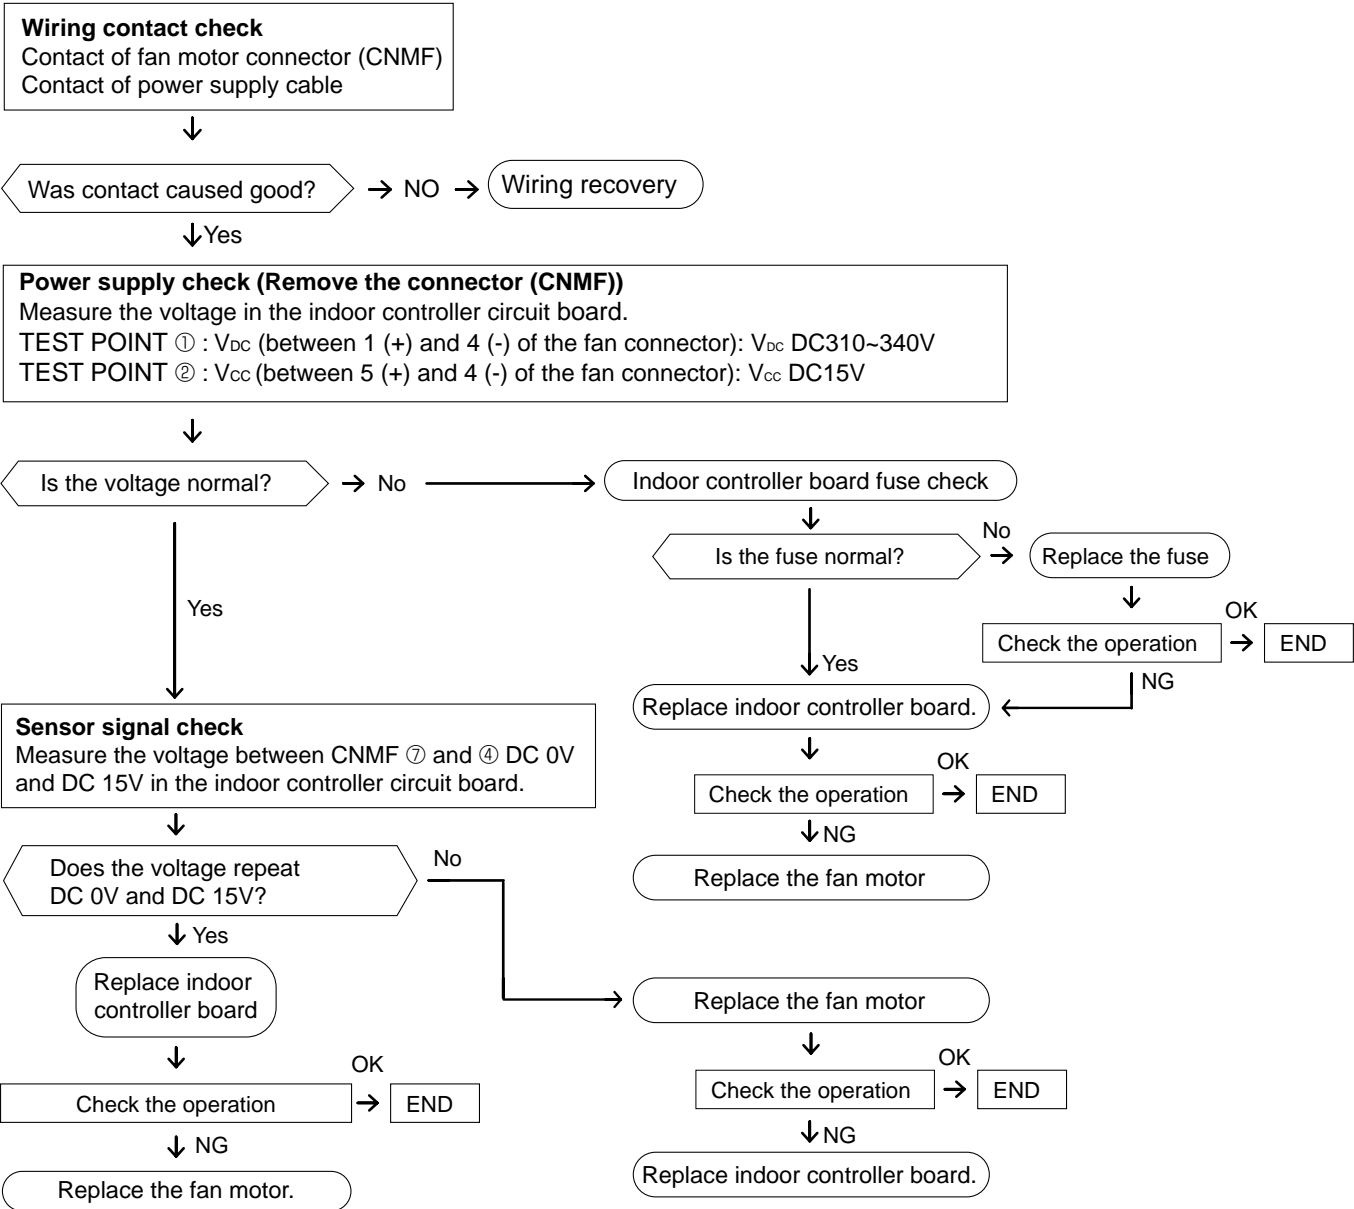 Wiring contact check
Contact of fan motor connector (CNMF)
Contact of power supply cable
Was contact caused good?
NO
Wiring recovery
Yes
Power supply check (Remove the connector (CNMF))
Measure the voltage in the indoor controller circuit board.
TEST POINT ① : VDC (between 1 (+) and 4 (-) of the fan connector): VDC DC310~340V
TEST POINT ② : VCC (between 5 (+) and 4 (-) of the fan connector): VCC DC15V
Is the voltage normal?
No
Indoor controller board fuse check
Is the fuse normal?
No
Replace the fuse
Yes
OK
Check the operation
END
Yes
NG
Replace indoor controller board.
Sensor signal check
Measure the voltage between CNMF ⑦ and ④ DC 0V
and DC 15V in the indoor controller circuit board.
OK
Check the operation
END
NG
Replace the fan motor
Does the voltage repeat
DC 0V and DC 15V?
No
Yes
Replace indoor
controller board
Replace the fan motor
OK
Check the operation
END
NG
Replace the fan motor.
OK
Check the operation
END
NG
Replace indoor controller board.